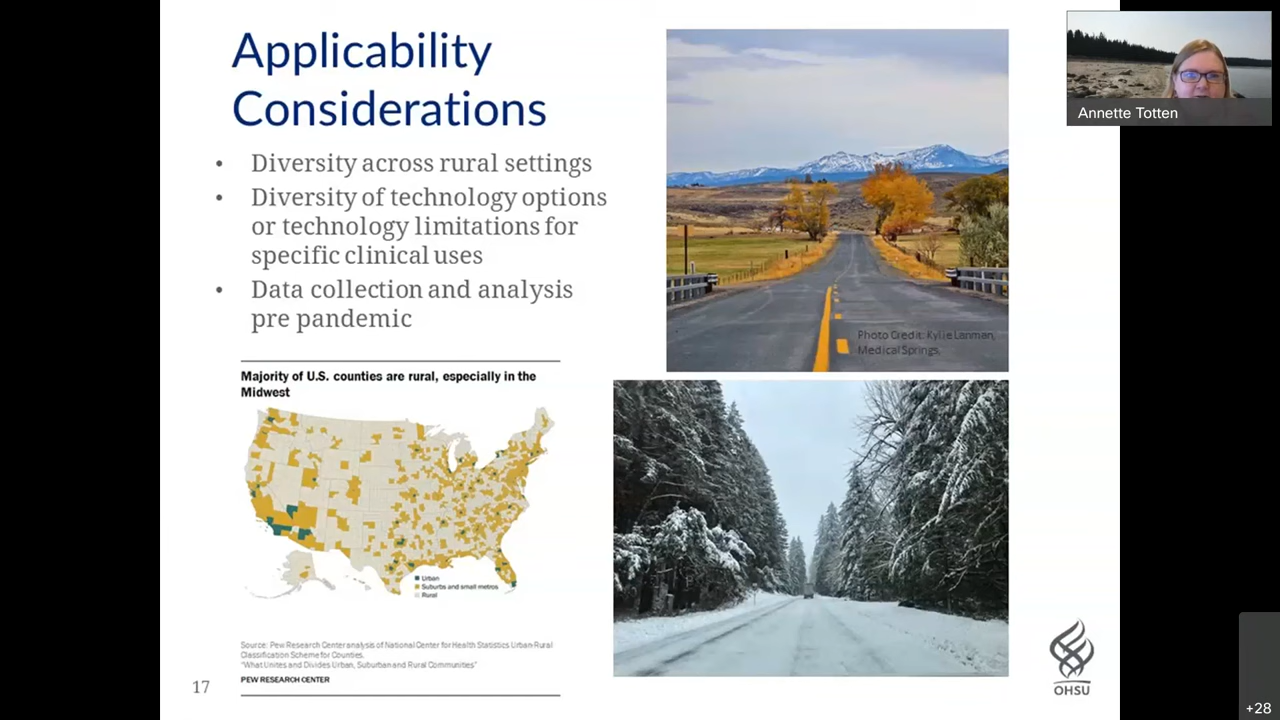 Applicability
Considerations
• Diversity across rural settings
• Diversity of technology options
or technology limitations for
specific clinical uses
• Data collection and analysis
pre pandemic
Majority of U.S. counties are rural, especially in the
Midwest
Urban
Suburbs and small metros
Rural
Source: Pew Research Center analysis of National Center for Health Statistics Urban-Rural
Classification Scheme for Counties.
"What Unites and Divides Urban, Suburban and Rural Communities"
PEW RESEARCH CENTER
17
Photo Credit: Kylie Lanman,
Medical Springs
OHSU
Annette Totten
+28